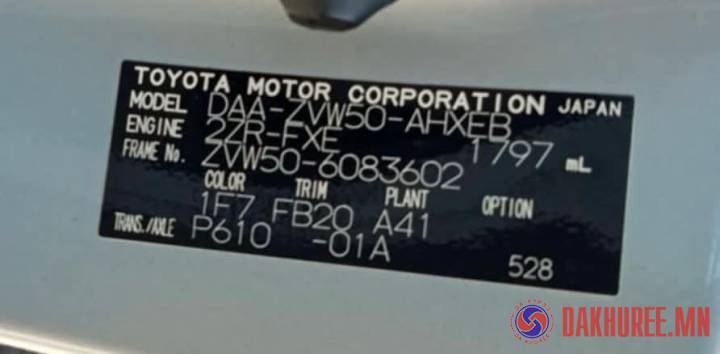 TOYOTA MOTOR CORPORATION JAPAN
MODEL DAA-ZVW50-AHXEB
ENGINE 2ZR-FXE 1797 mL
FRAME No. ZVW50-6083602
COLOR TRIM PLANT OPTION
1F7 FB20 A41
TRANS./AXLE P610 -01A
528
DAKHUREE.MN